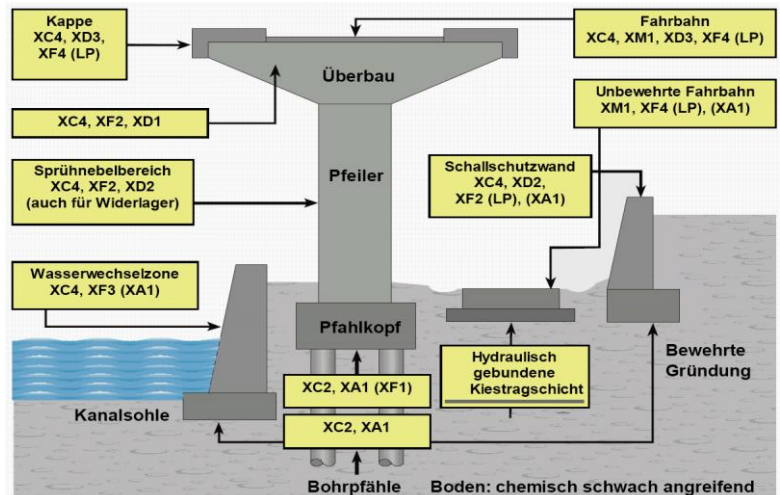 Kappe
XC4, XD3,
XF4 (LP)
Fahrbahn
XC4, XM1, XD3, XF4 (LP)
Überbau
Unbewehrte Fahrbahn
XM1, XF4 (LP), (XA1)
XC4, XF2, XD1
Pfeiler
Sprühnebelbereich
XC4, XF2, XD2
(auch für Widerlager)
Schallschutzwand
XC4, XD2,
XF2 (LP), (XA1)
Wasserwechselzone
XC4, XF3 (XA1)
Pfahlkopf
Hydraulisch
gebundene
Kiestragschicht
Bewehrte
Gründung
XC2, XA1 (XF1)
Kanalsohle
XC2, XA1
Bohrpfähle
Boden: chemisch schwach angreifend